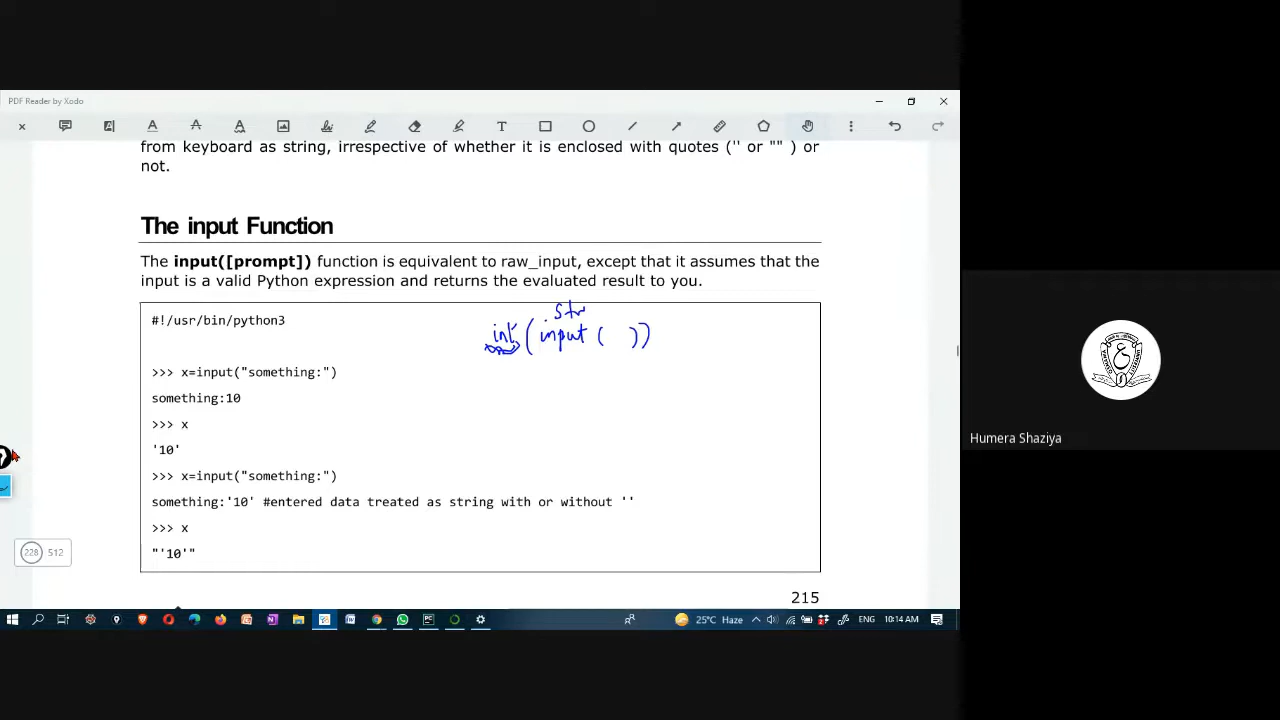 PDF Reader by Xodo
from keyboard as string, irrespective of whether it is enclosed with quotes ('' or "" ) or
not.
The input Function
The input([prompt]) function is equivalent to raw_input, except that it assumes that the
input is a valid Python expression and returns the evaluated result to you.
#!/usr/bin/python3
str
int ( input ( ))
>>> x=input("something:")
something:10
>>> x
'10'
>>> x=input("something:")
something:'10' #entered data treated as string with or without ''
>>> x
"'10'"
228 512
215
25°C Haze ENG 10:14 AM
Humera Shaziya